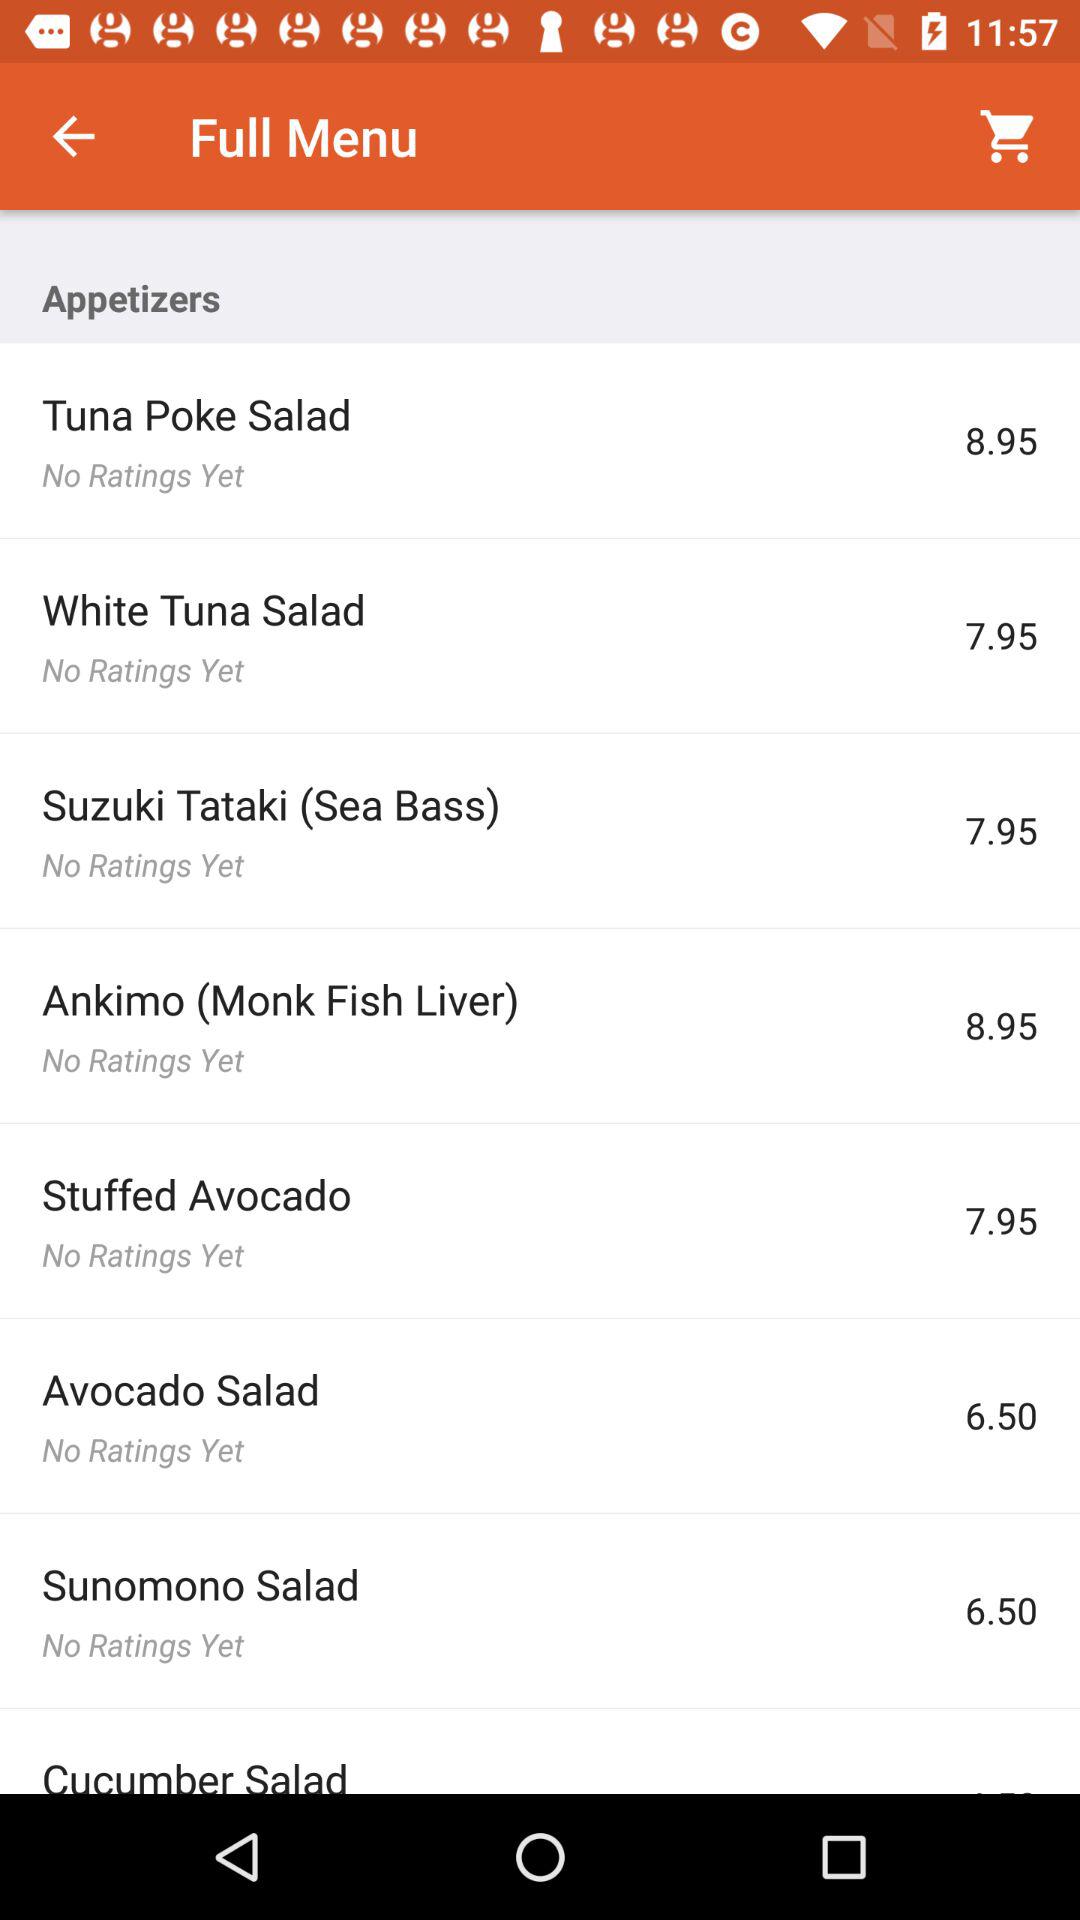 11:57
Full Menu
Appetizers
Tuna Poke Salad
8.95
No Ratings Yet
White Tuna Salad
7.95
No Ratings Yet
Suzuki Tataki (Sea Bass)
7.95
No Ratings Yet
Ankimo (Monk Fish Liver)
8.95
No Ratings Yet
Stuffed Avocado
7.95
No Ratings Yet
Avocado Salad
6.50
No Ratings Yet
Sunomono Salad
6.50
No Ratings Yet
Cucumber Salad